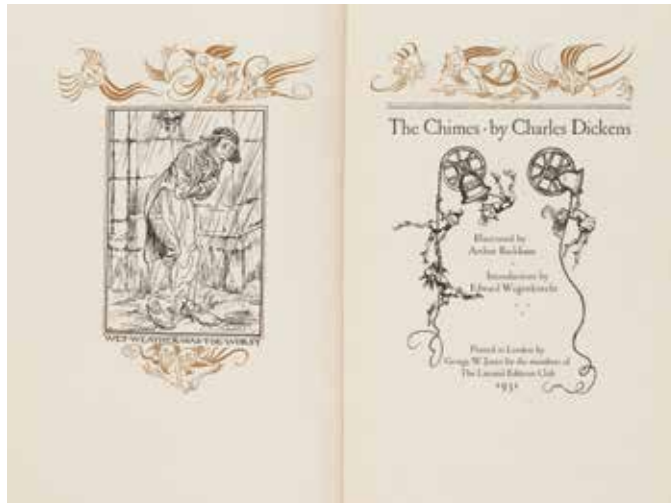 WET WEATHER WAS THE WORST
The Chimes · by Charles Dickens
Illustrated by
Arthur Rackham
Introduction by
Edward Wagenknecht
Printed in London by
George W. Jones for the members of
The Limited Editions Club
1931